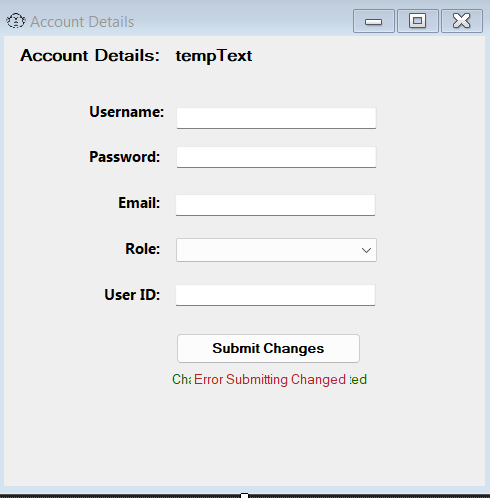 Account Details
Account Details: tempText
Username:
Password:
Email:
Role:
User ID:
Submit Changes
Error Submitting Changed